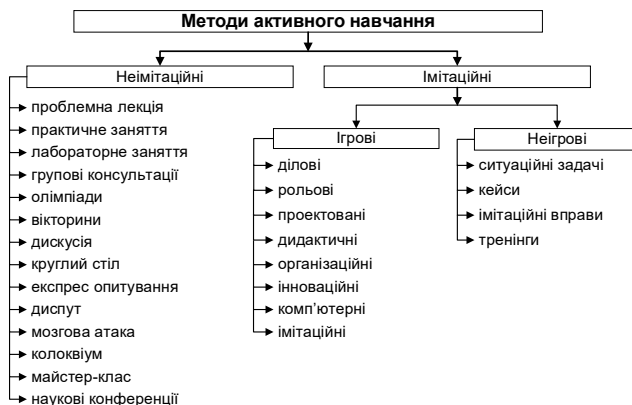 Методи активного навчання
Неімітаційні
Імітаційні
проблемна лекція
практичне заняття
лабораторне заняття
групові консультації
олімпіади
вікторини
дискусія
круглий стіл
експрес опитування
диспут
мозгова атака
колоквіум
майстер-клас
наукові конференції
Ігрові
ділові
рольові
проектовані
дидактичні
організаційні
інноваційні
комп’ютерні
імітаційні
Неігрові
ситуаційні задачі
кейси
імітаційні вправи
тренінги